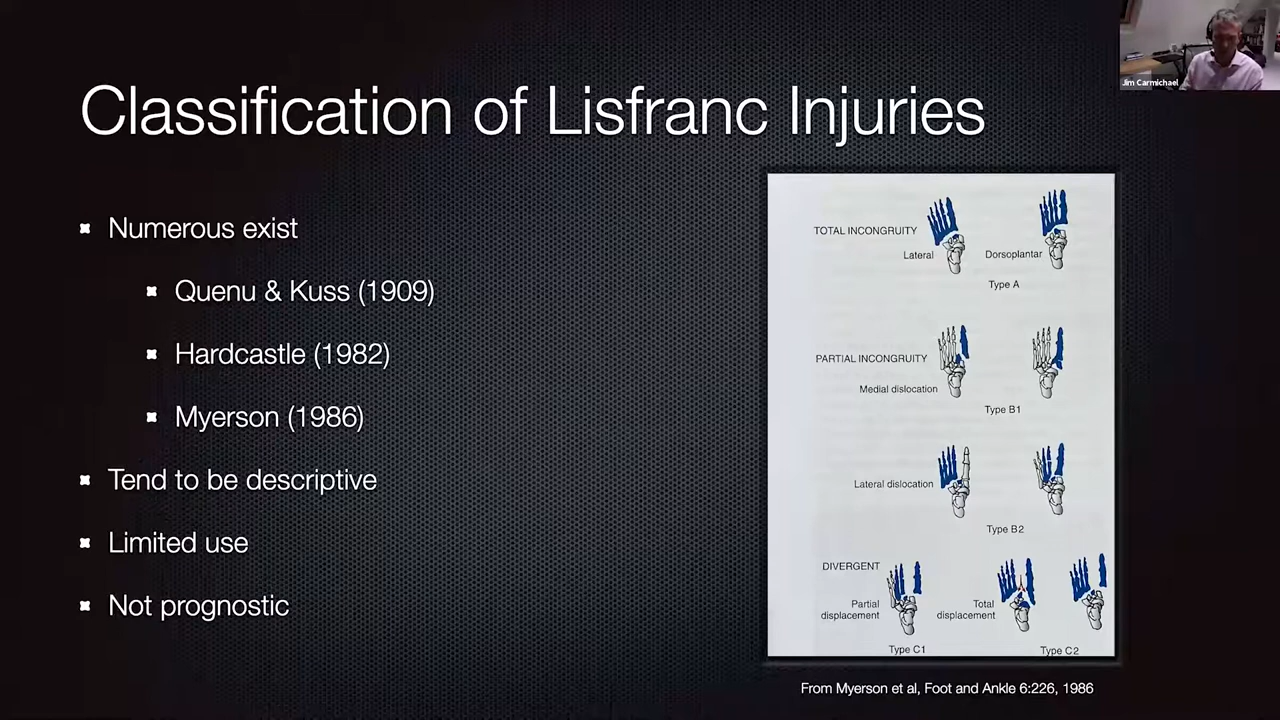 Jim Carmichael
Classification of Lisfranc Injuries
Numerous exist
Quenu & Kuss (1909)
Hardcastle (1982)
Myerson (1986)
Tend to be descriptive
Limited use
Not prognostic
TOTAL INCONGRUITY
Lateral
Dorsoplantar
Type A
PARTIAL INCONGRUITY
Medial dislocation
Type B1
Lateral dislocation
Type B2
DIVERGENT
Partial
displacement
Total
displacement
Type C1
Type C2
From Myerson et al, Foot and Ankle 6:226, 1986